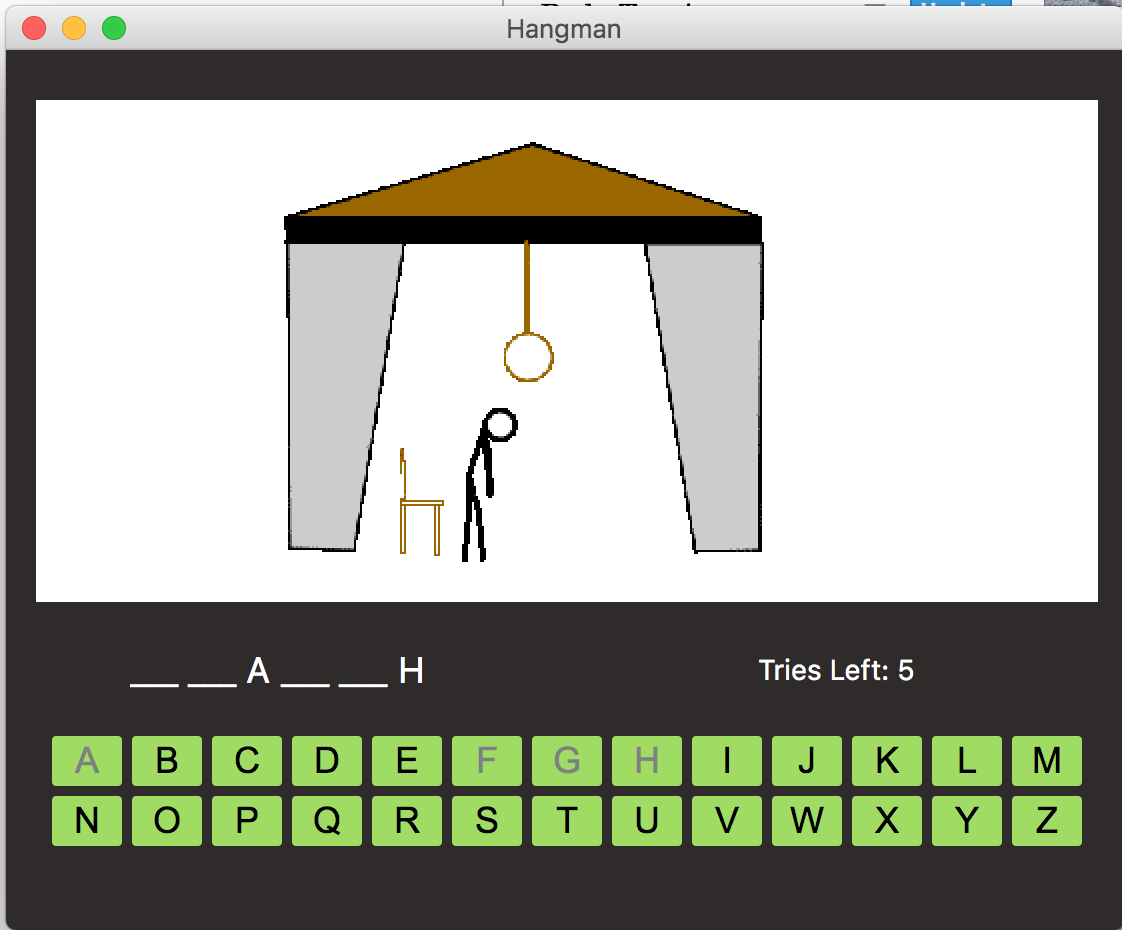 Hangman
___ ___ A ___ ___ H
Tries Left: 5
A B C D E F G H I J K L M
N O P Q R S T U V W X Y Z